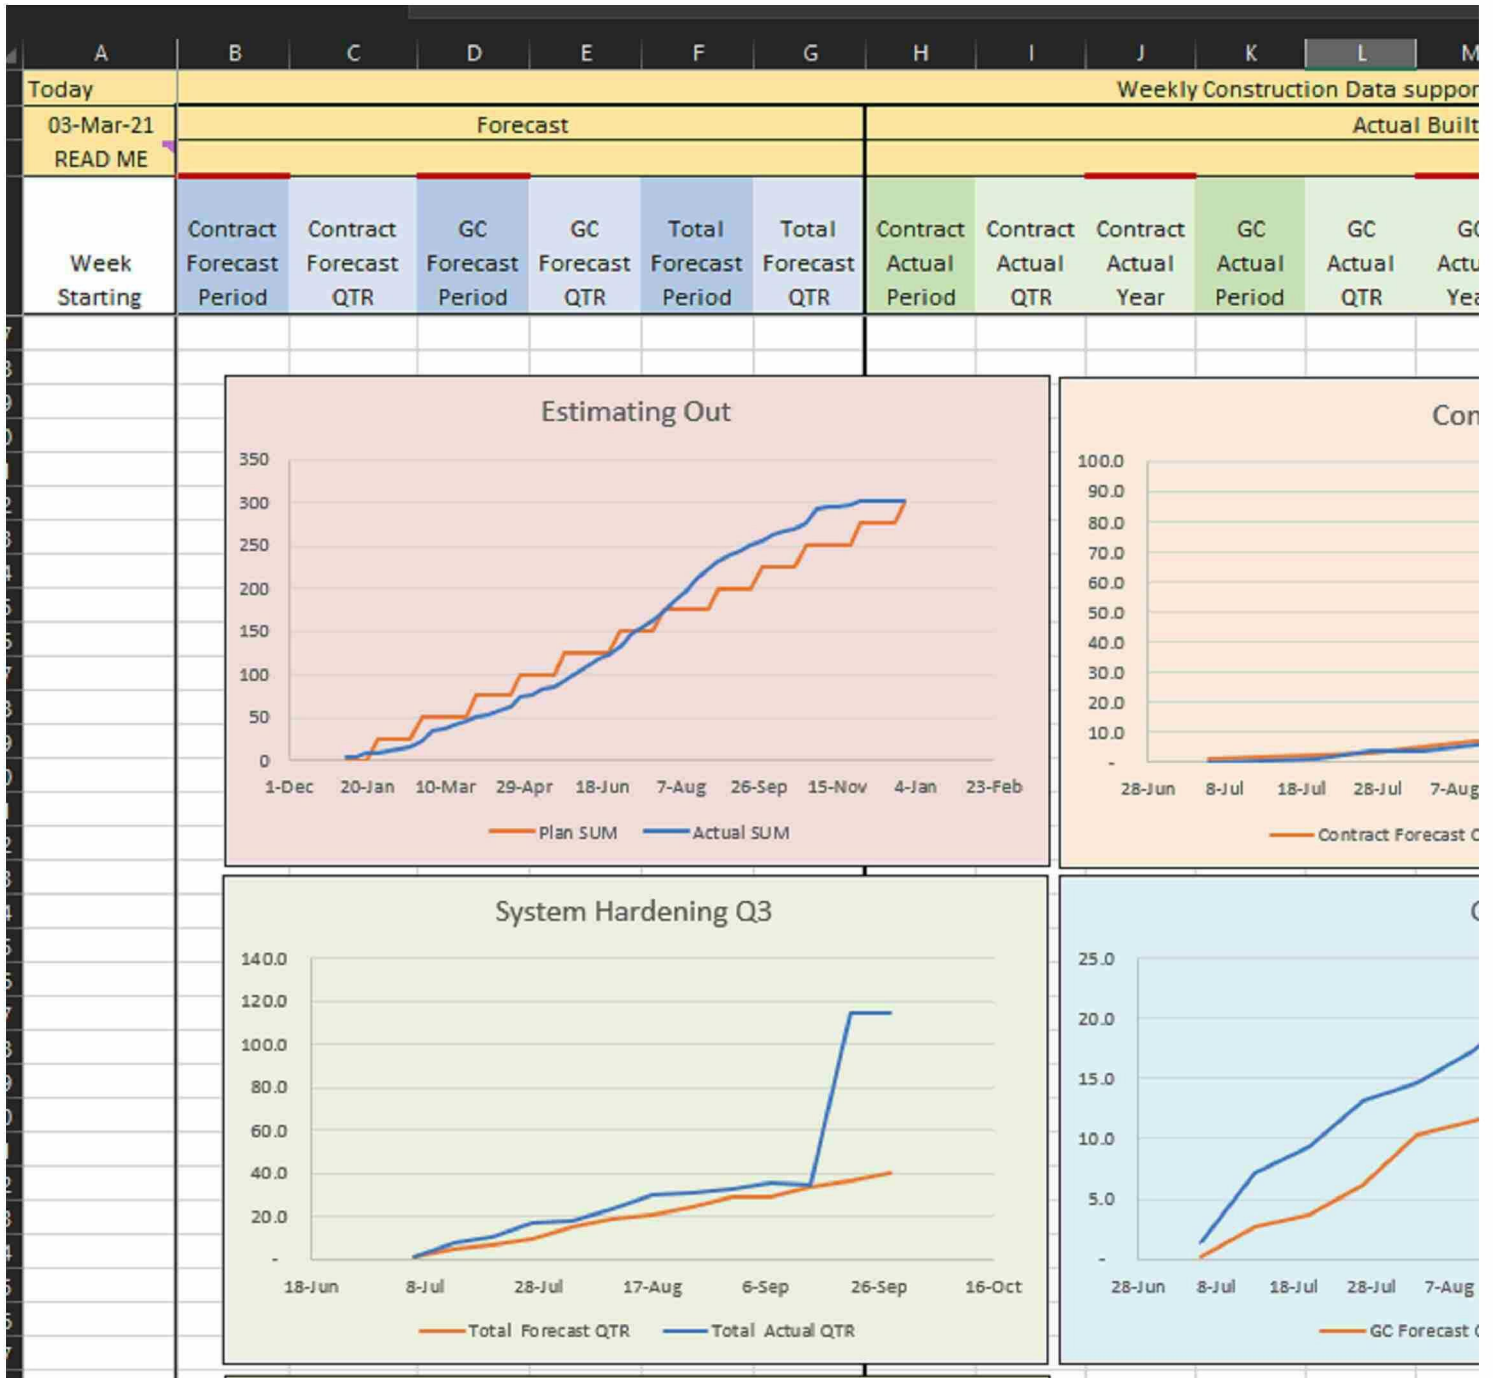 A B C D E F G H I J K L M
Today Weekly Construction Data suppor
03-Mar-21 Forecast Actual Built
READ ME
Contract Contract GC GC Total Total Contract Contract Contract GC GC
Week Forecast Forecast Forecast Forecast Forecast Forecast Actual Actual Actual Actual Actual
Starting Period QTR Period QTR Period QTR Period QTR Year Period QTR
Estimating Out
350
300
250
200
150
100
50
0
1-Dec 20-Jan 10-Mar 29-Apr 18-Jun 7-Aug 26-Sep 15-Nov 4-Jan 23-Feb
Plan SUM Actual SUM
Con
100.0
90.0
80.0
70.0
60.0
50.0
40.0
30.0
20.0
10.0
-
28-Jun 8-Jul 18-Jul 28-Jul 7-Aug
Contract Forecast
System Hardening Q3
140.0
120.0
100.0
80.0
60.0
40.0
20.0
-
18-Jun 8-Jul 28-Jul 17-Aug 6-Sep 26-Sep 16-Oct
Total Forecast QTR Total Actual QTR
25.0
20.0
15.0
10.0
5.0
-
28-Jun 8-Jul 18-Jul 28-Jul 7-Aug
GC Forecast